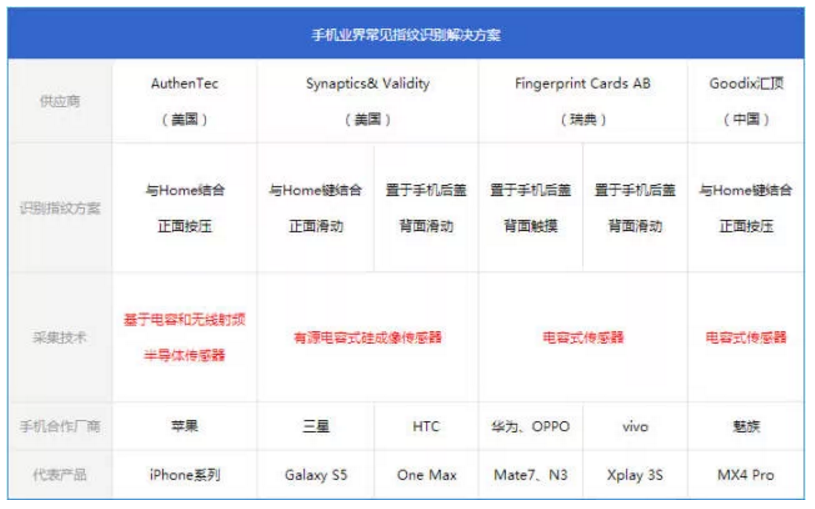 手机业界常见指纹识别解决方案
供应商
AuthenTec
（美国）
Synaptics& Validity
（美国）
Fingerprint Cards AB
（瑞典）
Goodix汇顶
（中国）
识别指纹方案
与Home结合
正面按压
与Home键结合
正面滑动
置于手机后盖
背面滑动
置于手机后盖
背面触摸
置于手机后盖
背面滑动
与Home键结合
正面按压
采集技术
基于电容和无线射频
半导体传感器
有源电容式硅成像传感器
电容式传感器
电容式传感器
手机合作厂商
苹果
三星
HTC
华为、OPPO
vivo
魅族
代表产品
iPhone系列
Galaxy S5
One Max
Mate7、N3
Xplay 3S
MX4 Pro